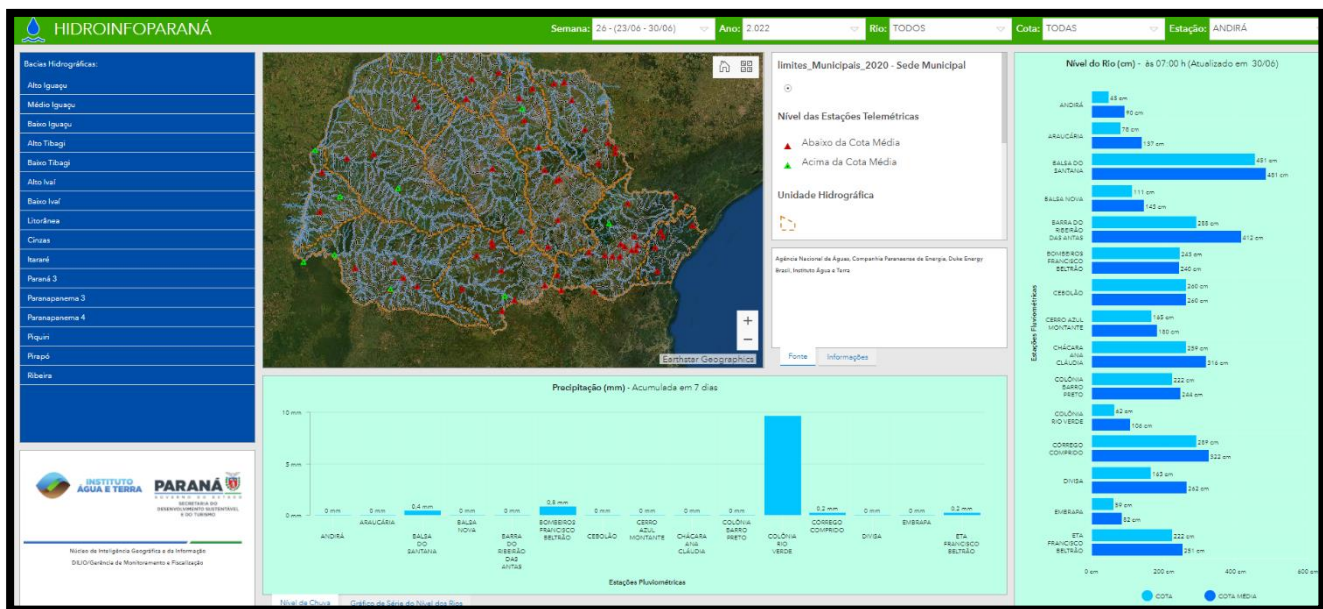 HIDROINFOPARANÁ
Semana: 26 - (23/06 - 30/06) Ano: 2.022 Rio: TODOS Cota: TODAS Estação: ANDIRÁ
Bacias Hidrográficas:
Alto Iguaçu
Médio Iguaçu
Baixo Iguaçu
Alto Tibagi
Baixo Tibagi
Alto Ivaí
Baixo Ivaí
Litorânea
Cinzas
Itararé
Paraná 3
Paranapanema 3
Paranapanema 4
Piquiri
Pirapó
Ribeira
INSTITUTO
ÁGUA E TERRA
PARANÁ
GOVERNO DO ESTADO
SECRETARIA DO
DESENVOLVIMENTO SUSTENTÁVEL
E DO TURISMO
Núcleo de Inteligência Geográfica e da Informação
DILIO/Gerência de Monitoramento e Fiscalização
+
−
Earthstar Geographics
limites_Municipais_2020 - Sede Municipal
Nível das Estações Telemétricas
Abaixo da Cota Média
Acima da Cota Média
Unidade Hidrográfica
Agência Nacional de Águas, Companhia Paranaense de Energia, Duke Energy
Brasil, Instituto Água e Terra
Fonte Informações
Precipitação (mm) - Acumulada em 7 dias
10 mm
5 mm
0 mm
0 mm 0 mm 0.4 mm 0 mm 0 mm 0.8 mm 0 mm 0 mm 0 mm 0 mm 0.2 mm 0 mm 0 mm 0.2 mm
ANDIRÁ
ARAUCÁRIA
BALSA
DO
SANTANA
BALSA
NOVA
BARRA
DO
RIBEIRÃO
DAS
ANTAS
BOMBEIROS
FRANCISCO
BELTRÃO
CEBOLÃO
CERRO
AZUL
MONTANTE
CHÁCARA
ANA
CLÁUDIA
COLÔNIA
BARRO
PRETO
COLÔNIA
RIO
VERDE
CÓRREGO
COMPRIDO
DIVISA
EMBRAPA
ETA
FRANCISCO
BELTRÃO
Estações Pluviométricas
Nível de Chuva Gráfico de Série do Nível dos Rios
Nível do Rio (cm) - às 07:00 h (Atualizado em 30/06)
Estações Fluviométricas
ANDIRÁ
90 cm
ARAUCÁRIA
78 cm
137 cm
BALSA DO
SANTANA
451 cm
481 cm
BALSA NOVA
111 cm
143 cm
BARRA DO
RIBEIRÃO
DAS ANTAS
288 cm
412 cm
BOMBEIROS
FRANCISCO
BELTRÃO
240 cm
CEBOLÃO
260 cm
260 cm
CERRO AZUL
MONTANTE
165 cm
180 cm
CHÁCARA
ANA
CLÁUDIA
259 cm
316 cm
COLÔNIA
BARRO
PRETO
222 cm
244 cm
COLÔNIA
RIO VERDE
62 cm
106 cm
CÓRREGO
COMPRIDO
289 cm
322 cm
DIVISA
163 cm
262 cm
EMBRAPA
59 cm
82 cm
ETA
FRANCISCO
BELTRÃO
222 cm
251 cm
0 cm 200 cm 400 cm 600 cm
COTA COTA MÉDIA